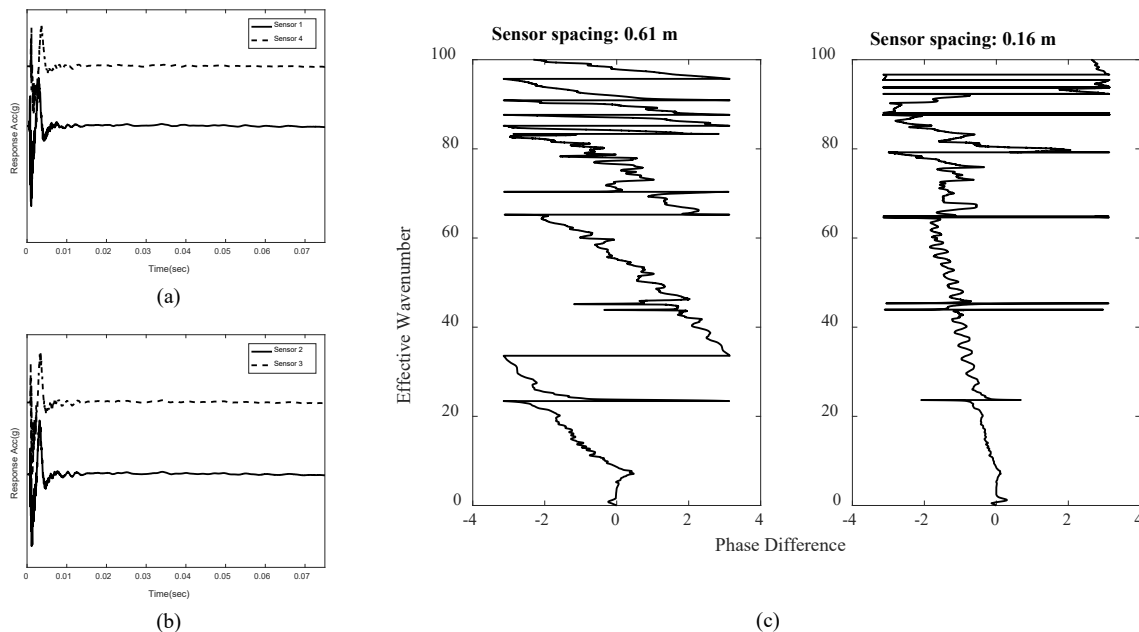 Sensor 1
Sensor 4
Response Acc(g)
0 0.01 0.02 0.03 0.04 0.05 0.06 0.07
Time(sec)
(a)
Sensor 2
Sensor 3
Response Acc(g)
0 0.01 0.02 0.03 0.04 0.05 0.06 0.07
Time(sec)
(b)
Sensor spacing: 0.61 m
Sensor spacing: 0.16 m
Effective Wavenumber
100
80
60
40
20
0
-4 -2 0 2 4
100
80
60
40
20
0
-4 -2 0 2 4
Phase Difference
(c)